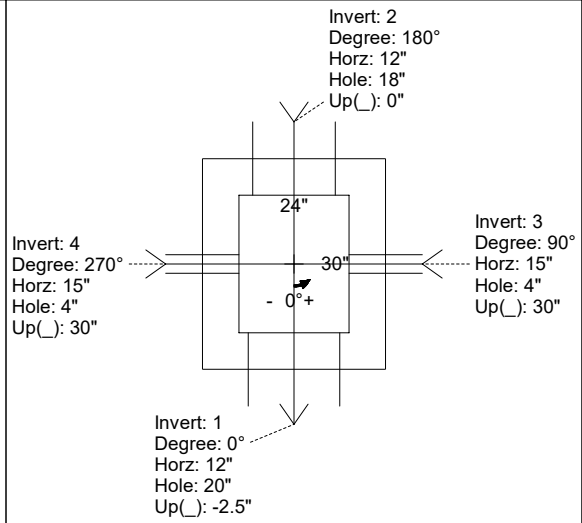 Invert: 2
Degree: 180°
Horz: 12"
Hole: 18"
Up(_): 0"
24"
Invert: 3
Degree: 90°
Horz: 15"
Hole: 4"
Up(_): 30"
Invert: 4
Degree: 270°
Horz: 15"
Hole: 4"
Up(_): 30"
30"
- 0°+
Invert: 1
Degree: 0°
Horz: 12"
Hole: 20"
Up(_): -2.5"